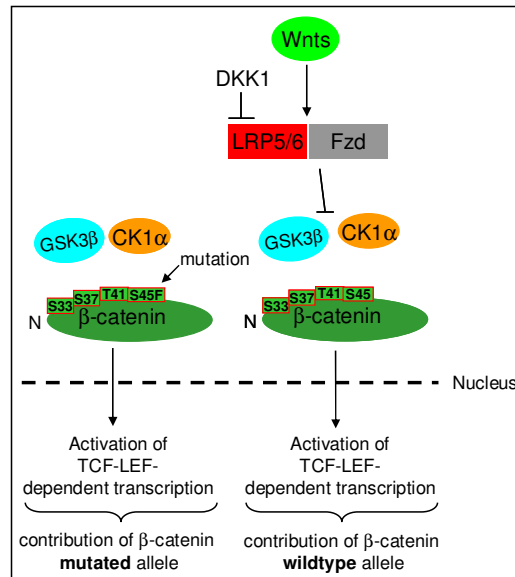 Wnts
DKK1
LRP5/6 Fzd
GSK3β CK1α GSK3β CK1α
mutation
S33 S37 T41 S45F S33 S37 T41 S45
N β-catenin N β-catenin
Nucleus
Activation of Activation of
TCF-LEF- TCF-LEF-
dependent transcription dependent transcription
contribution of β-catenin contribution of β-catenin
mutated allele wildtype allele